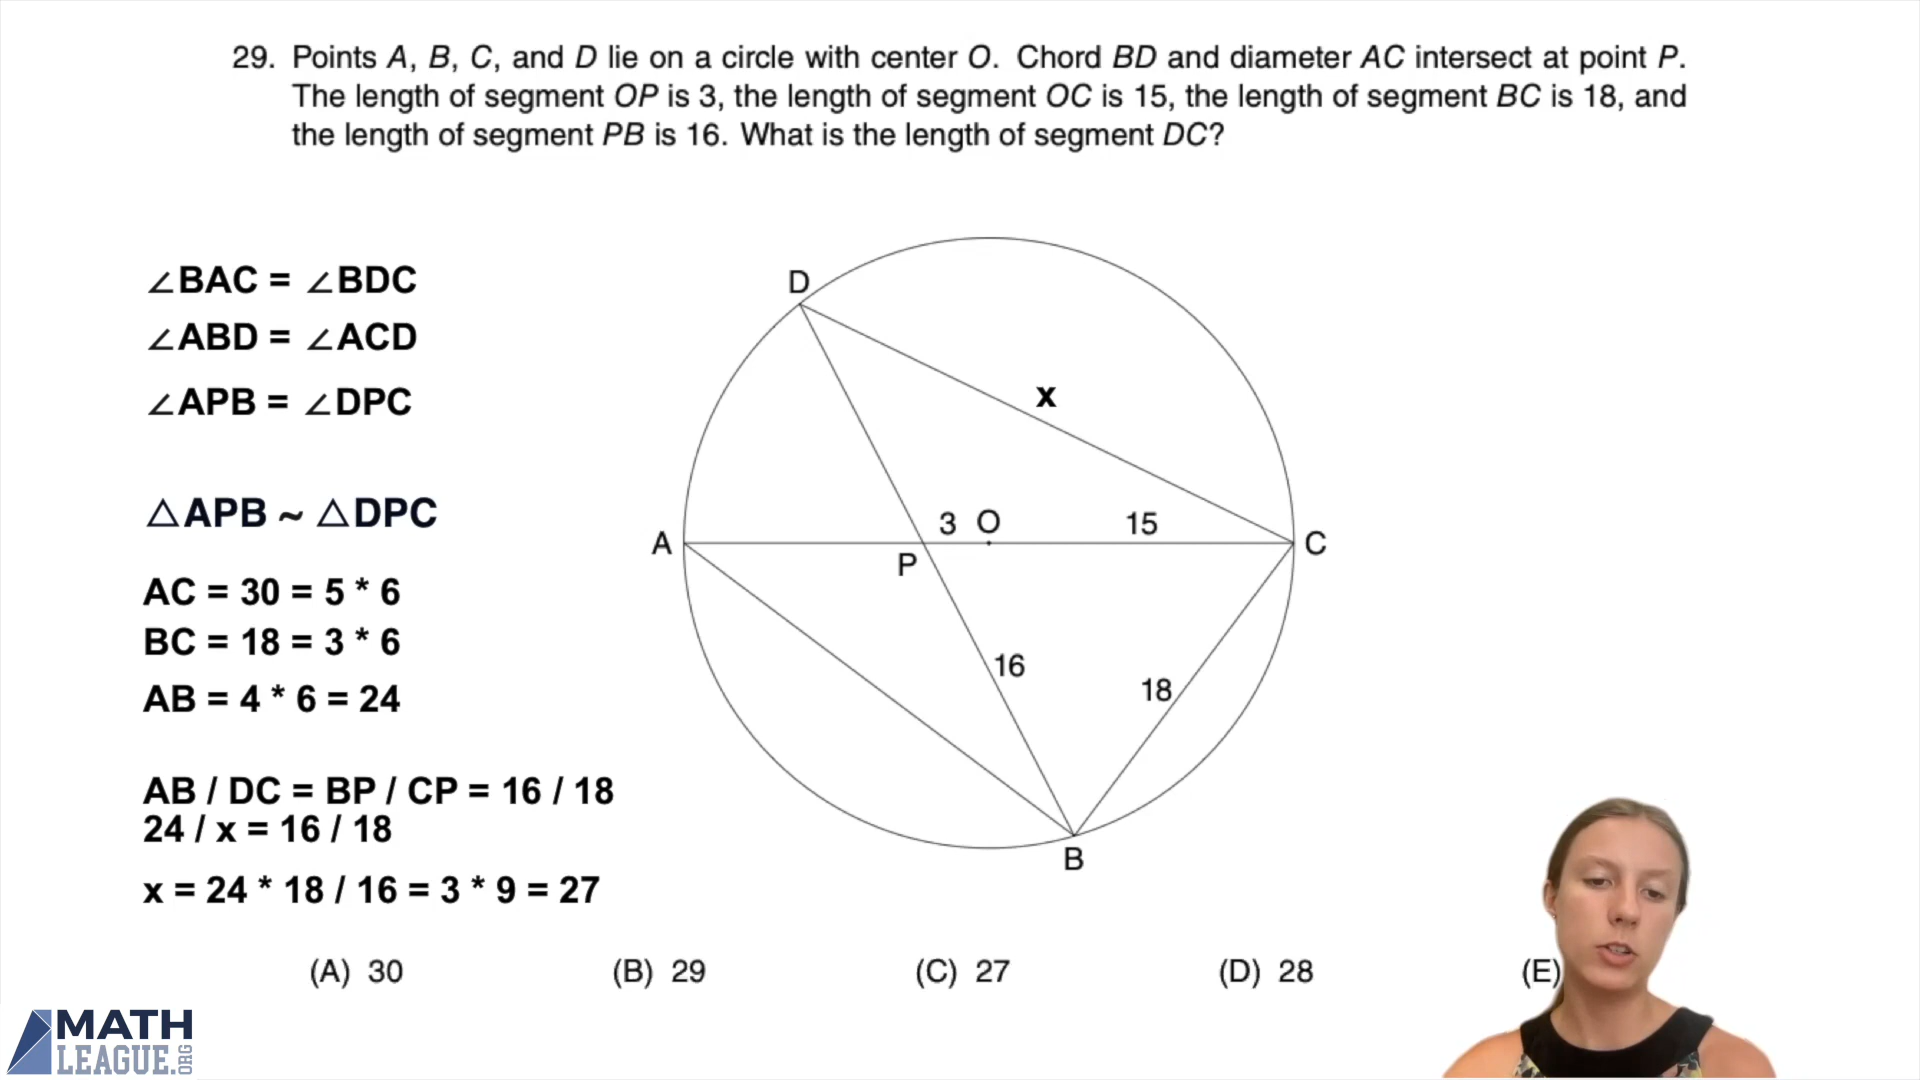 29. Points A, B, C, and D lie on a circle with center O. Chord BD and diameter AC intersect at point P.
The length of segment OP is 3, the length of segment OC is 15, the length of segment BC is 18, and
the length of segment PB is 16. What is the length of segment DC?
∠BAC = ∠BDC
∠ABD = ∠ACD
∠APB = ∠DPC
△APB ~ △DPC
AC = 30 = 5 * 6
BC = 18 = 3 * 6
AB = 4 * 6 = 24
AB / DC = BP / CP = 16 / 18
24 / x = 16 / 18
x = 24 * 18 / 16 = 3 * 9 = 27
D
x
3 O 15
A
P
C
16
18
B
(A) 30 (B) 29 (C) 27 (D) 28 (E)
MATH
LEAGUE.ORG